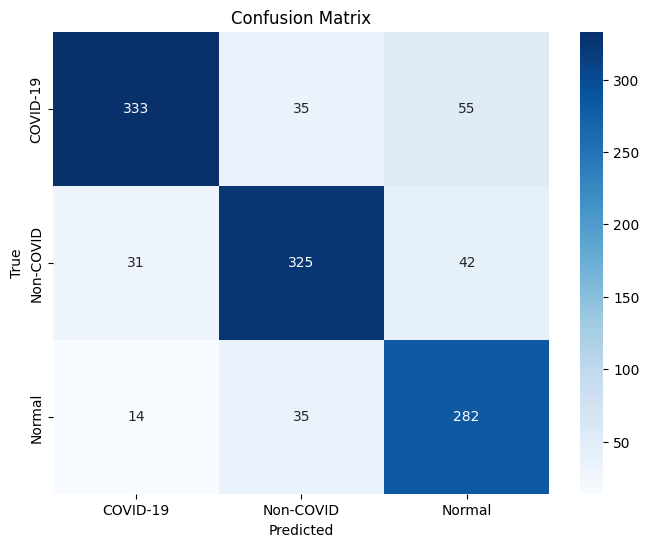 Confusion Matrix
COVID-19
Non-COVID
Normal
True
333 35 55
31 325 42
14 35 282
COVID-19 Non-COVID Normal
Predicted
300
250
200
150
100
50